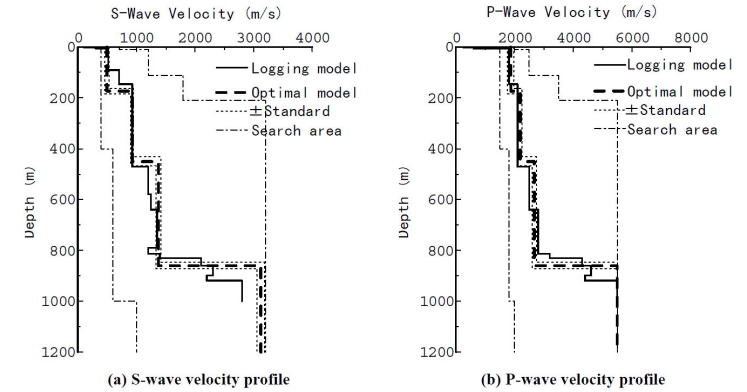 S-Wave Velocity (m/s)
0 1000 2000 3000 4000
Logging model
Optimal model
±Standard
Search area
0
200
400
600
800
1000
1200
Depth (m)
(a) S-wave velocity profile
P-Wave Velocity (m/s)
0 2000 4000 6000 8000
Logging model
Optimal model
±Standard
Search area
0
200
400
600
800
1000
1200
Depth (m)
(b) P-wave velocity profile